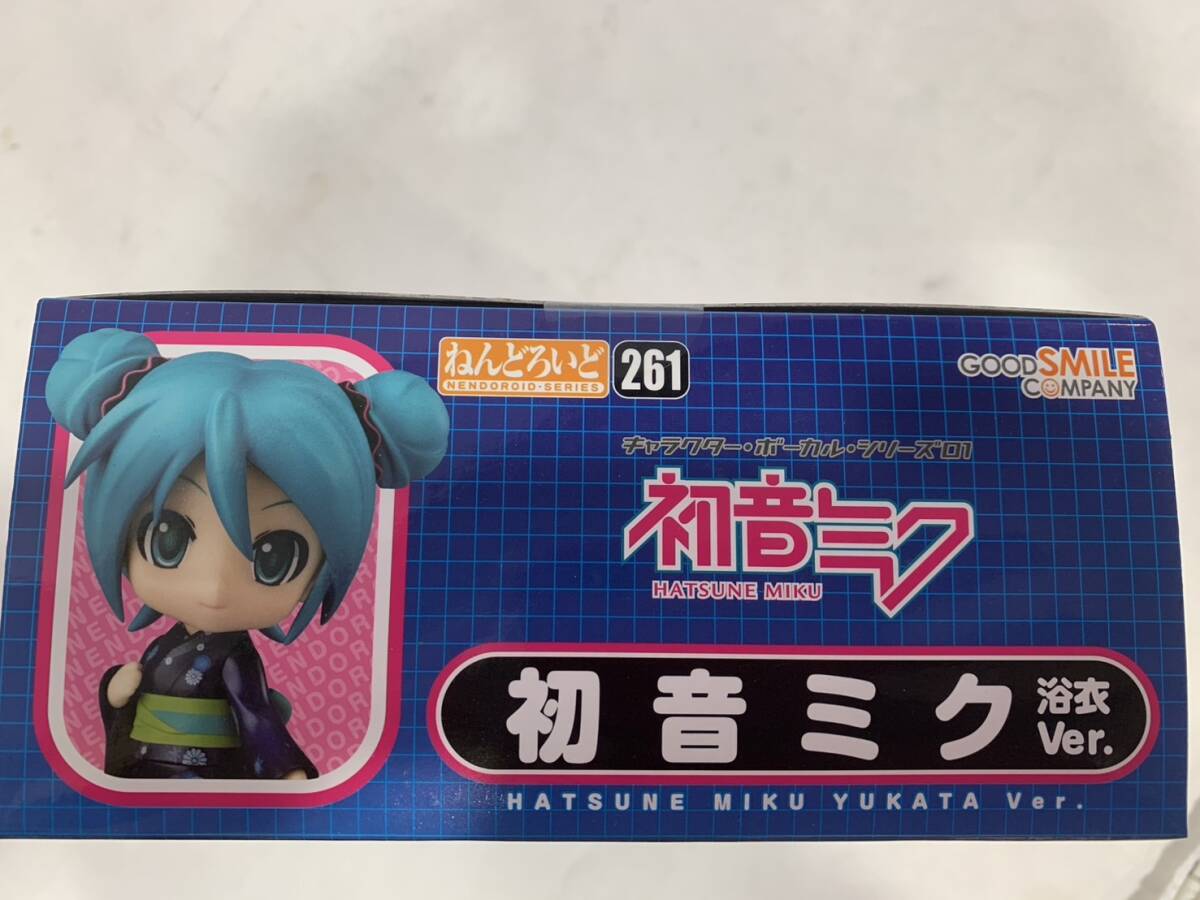 ねんどろいど
NENDOROID・SERIES
261
GOOD SMILE
COMPANY
キャラクター・ボーカル・シリーズ01
初音ミク
HATSUNE MIKU
初音ミク 浴衣
Ver.
HATSUNE MIKU YUKATA Ver.